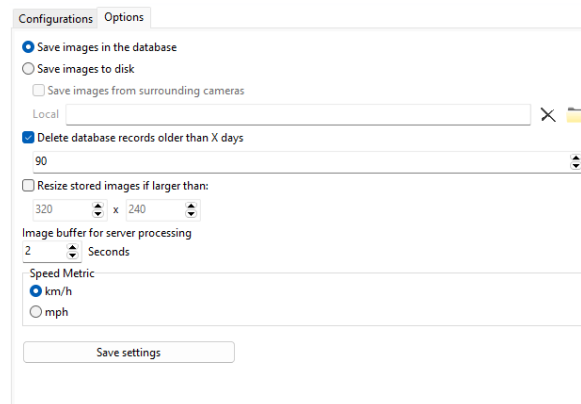 Configurations Options
Save images in the database
Save images to disk
Save images from surrounding cameras
Local
Delete database records older than X days
90
Resize stored images if larger than:
320 x 240
Image buffer for server processing
2 Seconds
Speed Metric
km/h
mph
Save settings